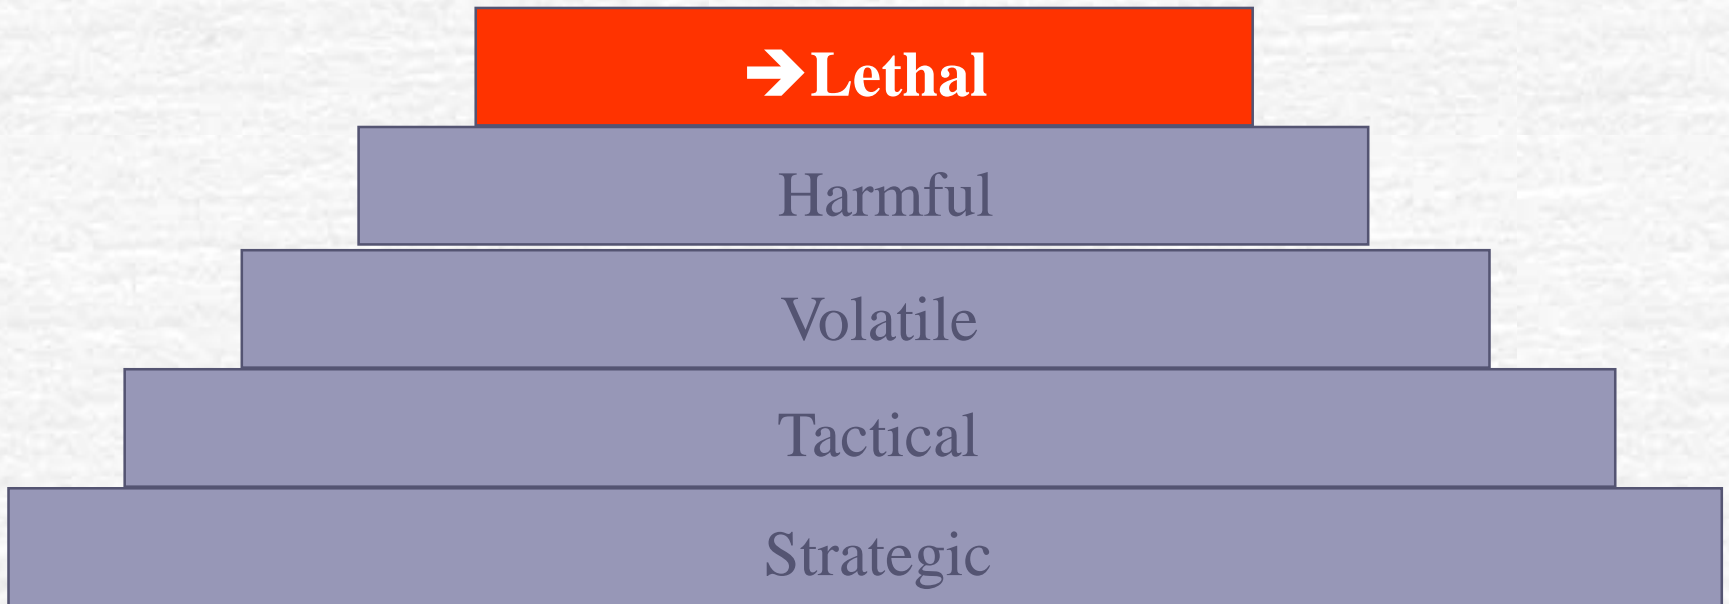 ➔Lethal
Harmful
Volatile
Tactical
Strategic